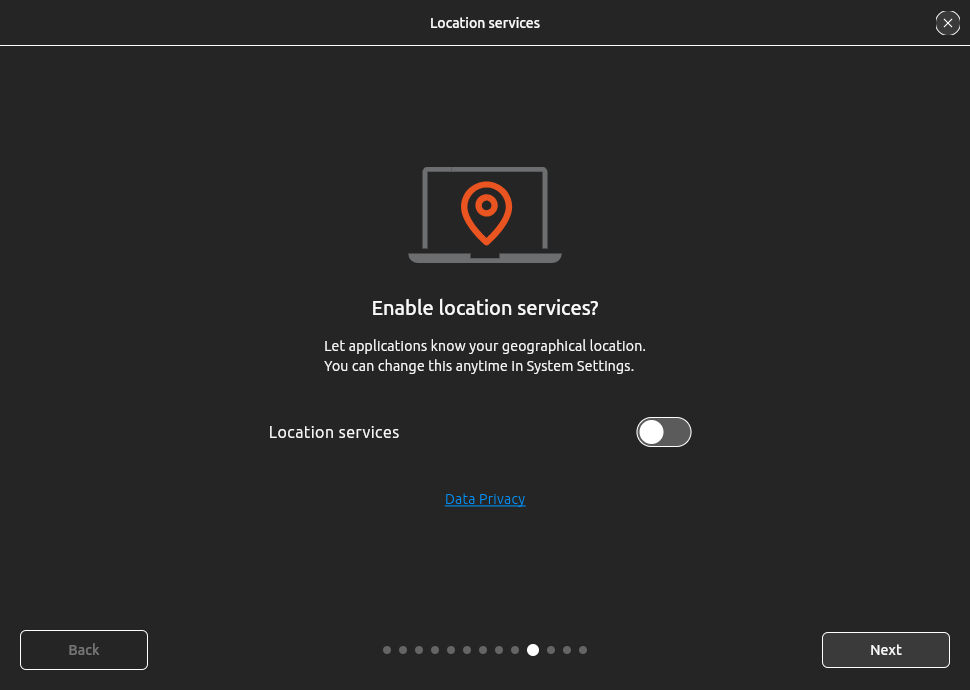 Location services
Enable location services?
Let applications know your geographical location.
You can change this anytime in System Settings.
Location services
Data Privacy
Back
Next